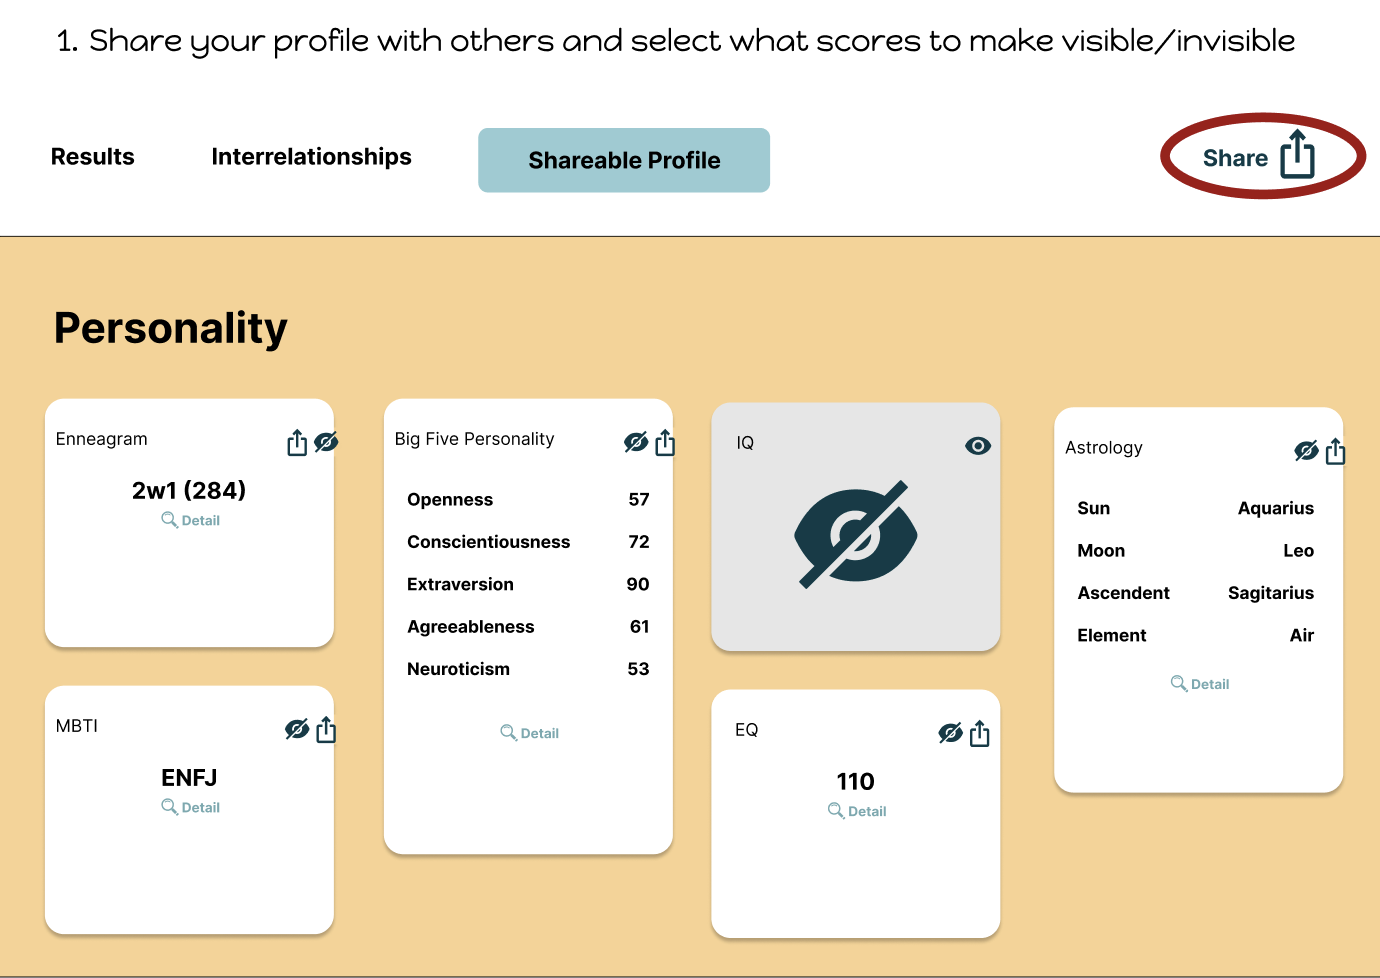 1. Share your profile with others and select what scores to make visible/invisible
Results
Interrelationships
Shareable Profile
Share
Personality
Enneagram
2w1 (284)
Detail
Big Five Personality
Openness 57
Conscientiousness 72
Extraversion 90
Agreeableness 61
Neuroticism 53
Detail
IQ
Astrology
Sun Aquarius
Moon Leo
Ascendent Sagitarius
Element Air
Detail
MBTI
ENFJ
Detail
EQ
110
Detail